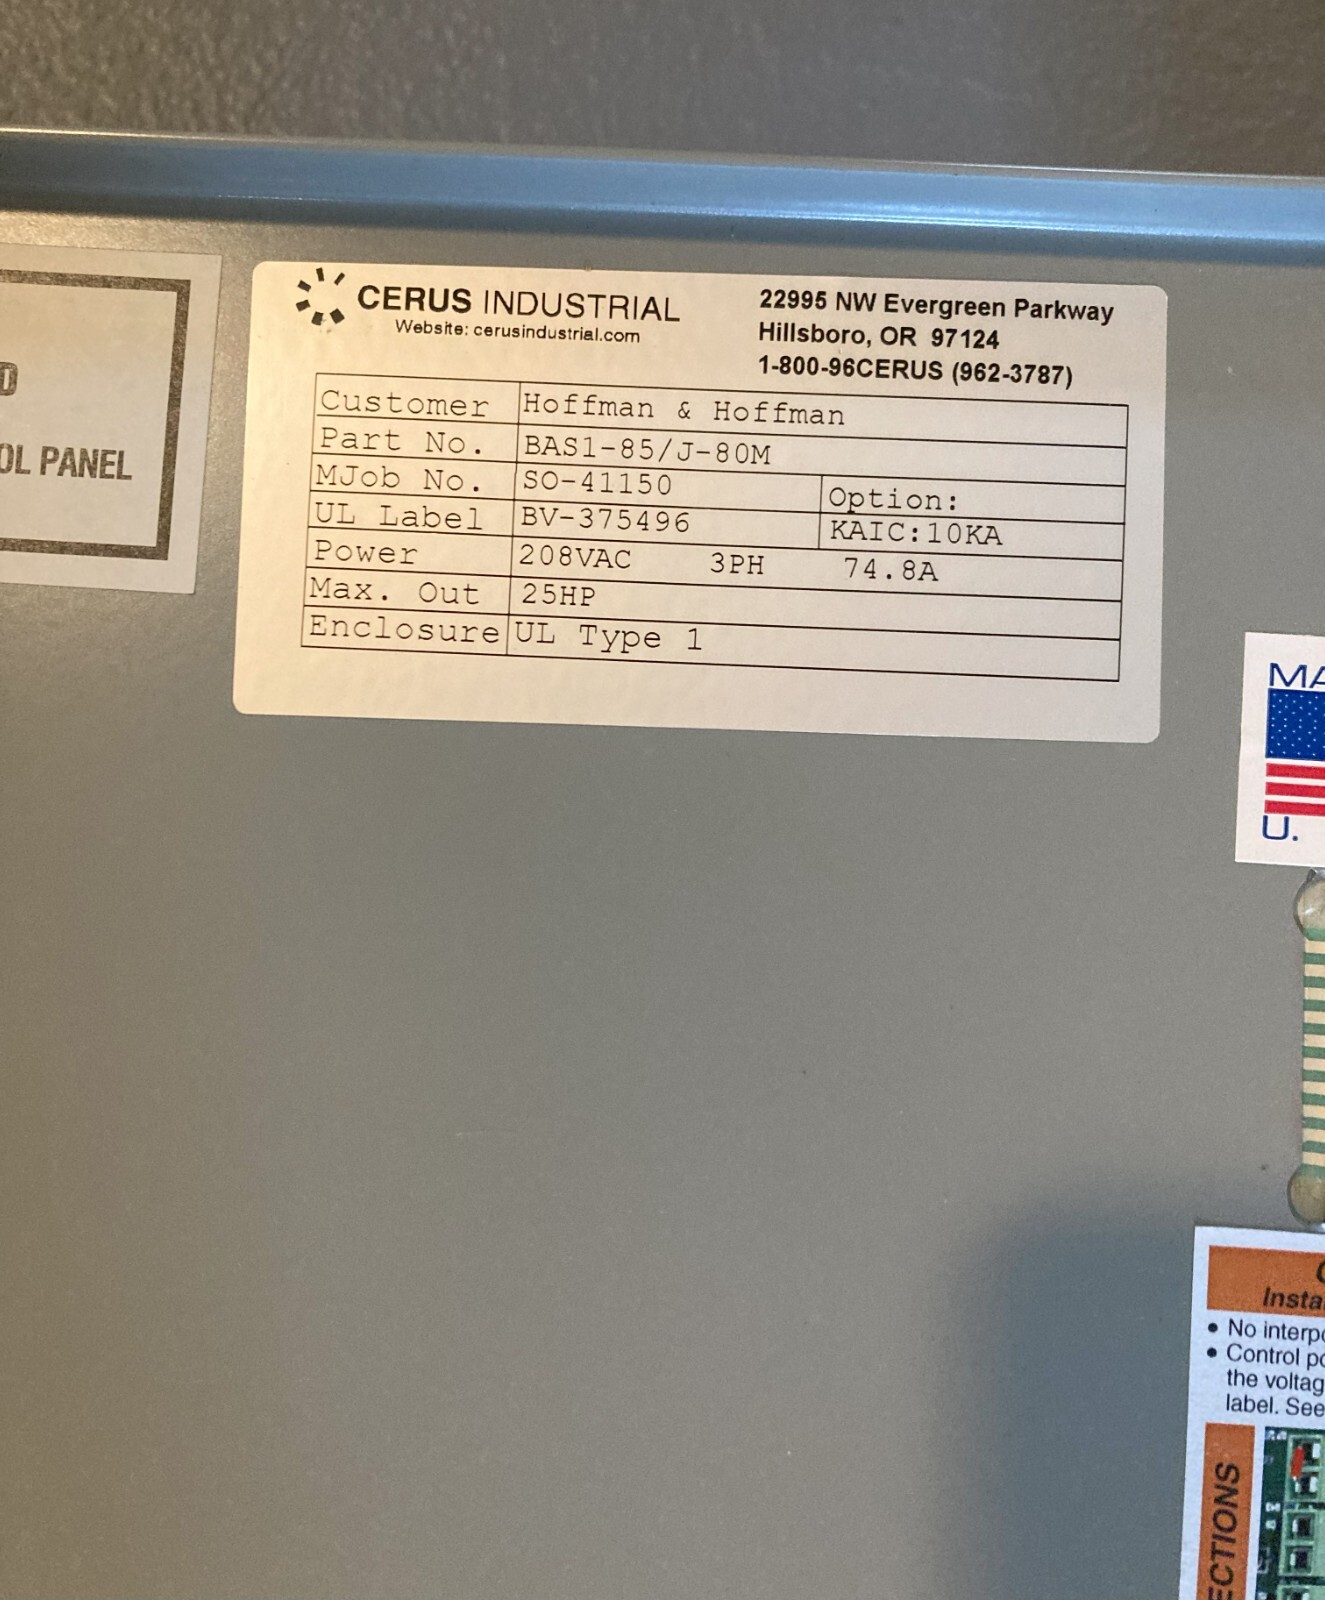 CERUS INDUSTRIAL
Website: cerusindustrial.com
22995 NW Evergreen Parkway
Hillsboro, OR 97124
1-800-96CERUS (962-3787)
Customer Hoffman & Hoffman
Part No. BAS1-85/J-80M
MJob No. SO-41150 Option:
UL Label BV-375496 KAIC:10KA
Power 208VAC 3PH 74.8A
Max. Out 25HP
Enclosure UL Type 1
D
OL PANEL
MA
U.
Insta
• No interpo
• Control po
the voltag
label. See
ECTIONS